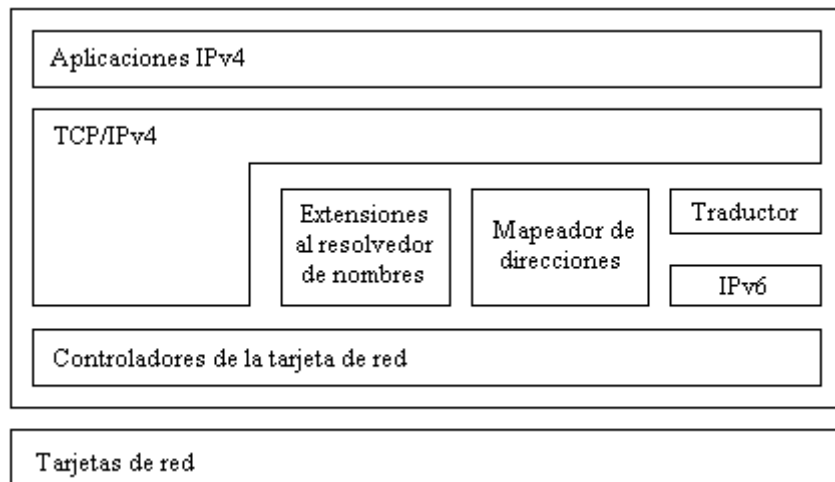 Aplicaciones IPv4
TCP/IPv4
Extensiones
al resolvedor
de nombres
Mapeador de
direcciones
Traductor
IPv6
Controladores de la tarjeta de red
Tarjetas de red